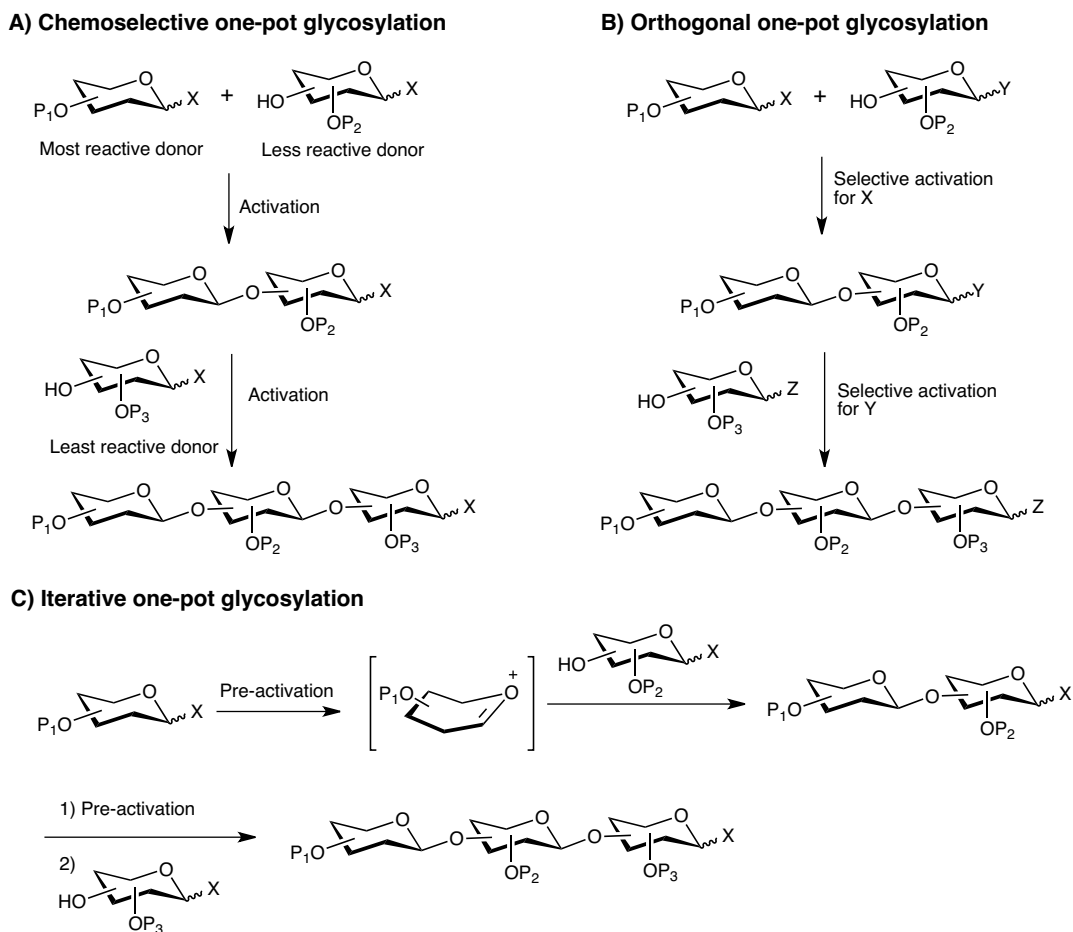 A) Chemoselective one-pot glycosylation
O
P1O
X
+
O
HO
X
OP2
Most reactive donor
Less reactive donor
Activation
O
P1O
O
O
X
OP2
O
HO
X
OP3
Least reactive donor
Activation
O
P1O
O
O
OP2
O
O
X
OP3
B) Orthogonal one-pot glycosylation
O
P1O
X
+
O
HO
Y
OP2
Selective activation
for X
O
P1O
O
O
Y
OP2
O
HO
Z
OP3
Selective activation
for Y
O
P1O
O
O
OP2
O
O
Z
OP3
C) Iterative one-pot glycosylation
O
P1O
X
Pre-activation
P1O
O
+
O
HO
X
OP2
O
P1O
O
O
X
OP2
1) Pre-activation
2)
O
HO
X
OP3
O
P1O
O
O
OP2
O
O
X
OP3